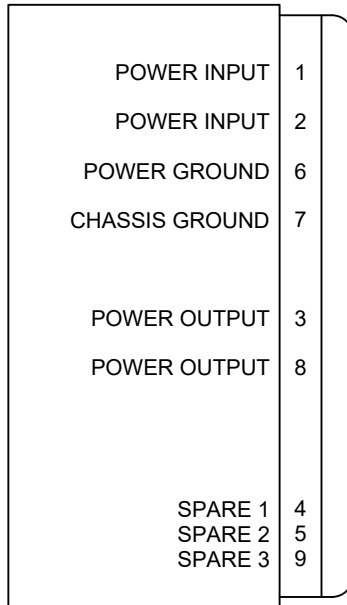 POWER INPUT 1
POWER INPUT 2
POWER GROUND 6
CHASSIS GROUND 7
POWER OUTPUT 3
POWER OUTPUT 8
SPARE 1 4
SPARE 2 5
SPARE 3 9